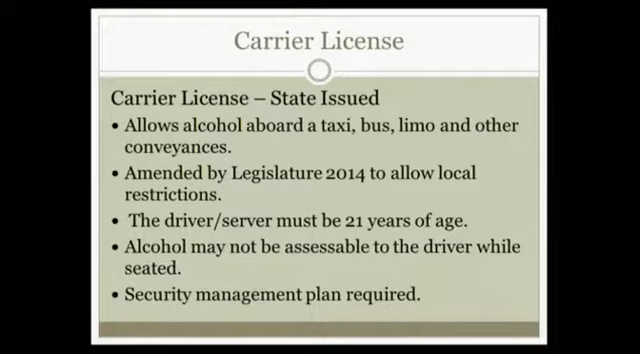 Carrier License
Carrier License – State Issued
• Allows alcohol aboard a taxi, bus, limo and other
conveyances.
• Amended by Legislature 2014 to allow local
restrictions.
• The driver/server must be 21 years of age.
• Alcohol may not be assessable to the driver while
seated.
• Security management plan required.